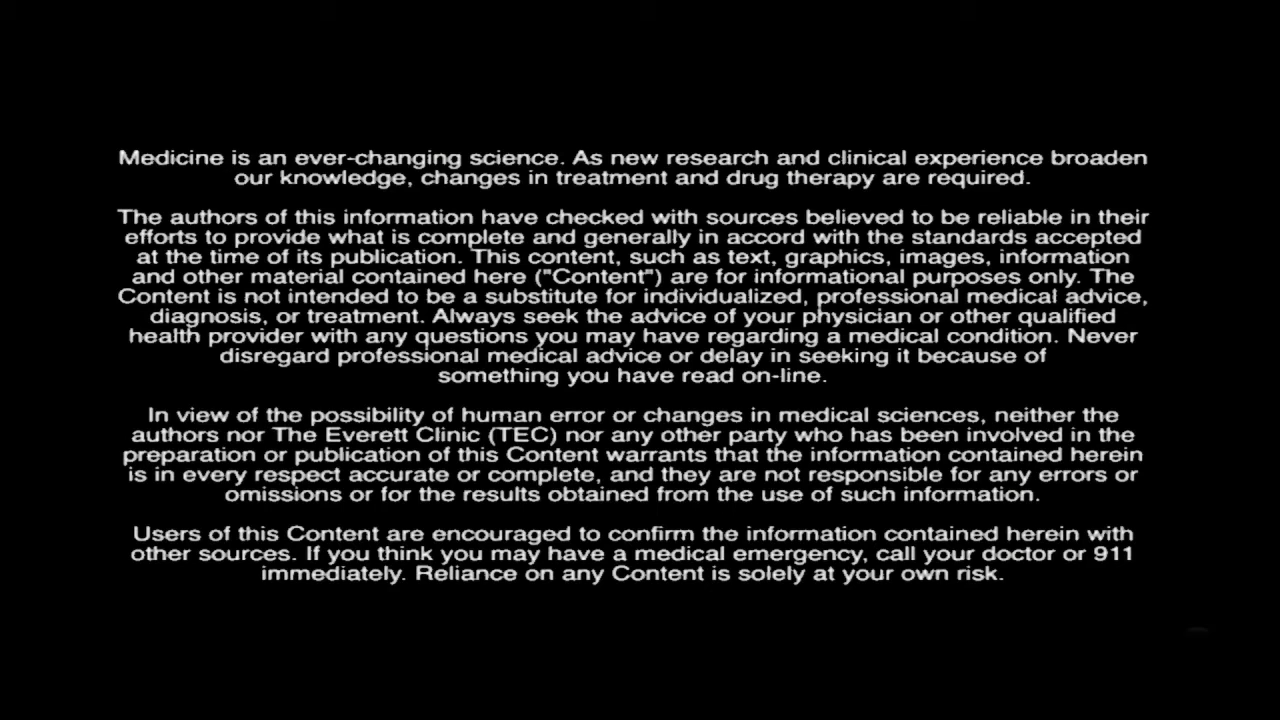 Medicine is an ever-changing science. As new research and clinical experience broaden
our knowledge, changes in treatment and drug therapy are required.
The authors of this information have checked with sources believed to be reliable in their
efforts to provide what is complete and generally in accord with the standards accepted
at the time of its publication. This content, such as text, graphics, images, information
and other material contained here ("Content") are for informational purposes only. The
Content is not intended to be a substitute for individualized, professional medical advice,
diagnosis, or treatment. Always seek the advice of your physician or other qualified
health provider with any questions you may have regarding a medical condition. Never
disregard professional medical advice or delay in seeking it because of
something you have read on-line.
In view of the possibility of human error or changes in medical sciences, neither the
authors nor The Everett Clinic (TEC) nor any other party who has been involved in the
preparation or publication of this Content warrants that the information contained herein
is in every respect accurate or complete, and they are not responsible for any errors or
omissions or for the results obtained from the use of such information.
Users of this Content are encouraged to confirm the information contained herein with
other sources. If you think you may have a medical emergency, call your doctor or 911
immediately. Reliance on any Content is solely at your own risk.